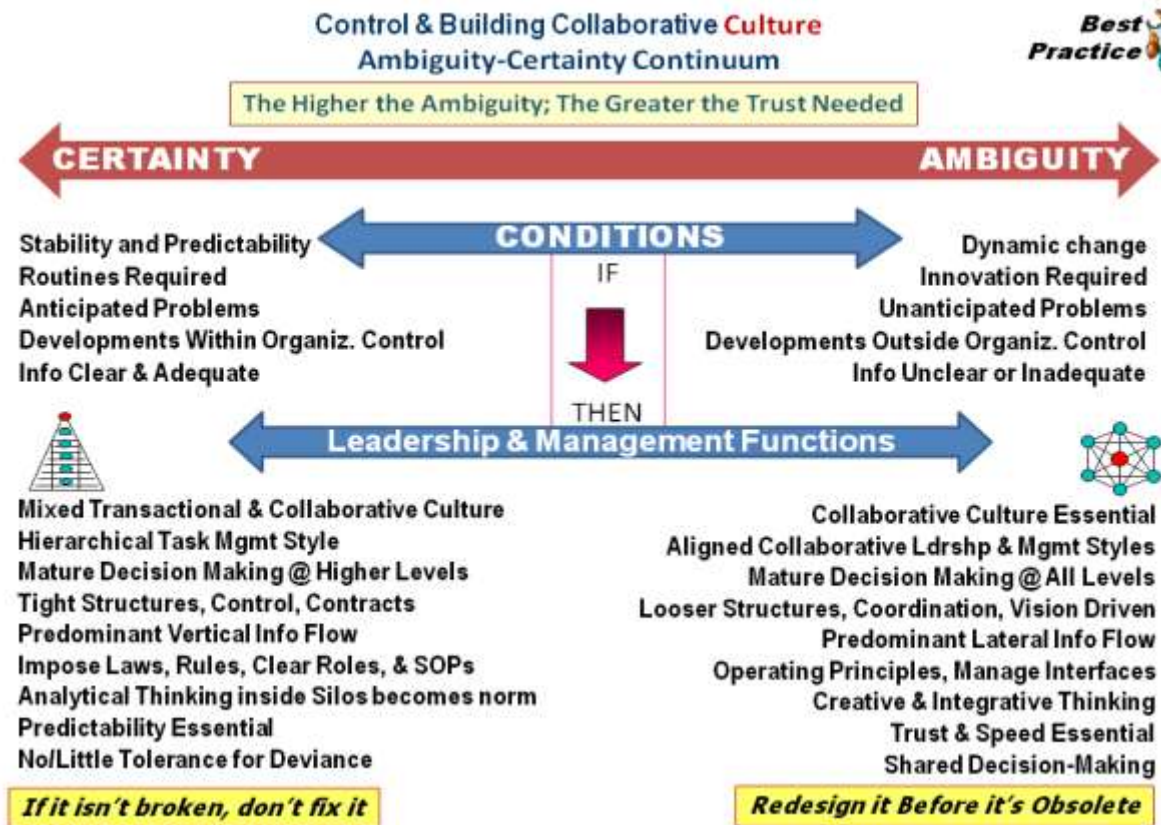 Control & Building Collaborative Culture
Ambiguity-Certainty Continuum
Best
Practice
The Higher the Ambiguity; The Greater the Trust Needed
CERTAINTY
AMBIGUITY
CONDITIONS
Stability and Predictability
Routines Required
Anticipated Problems
Developments Within Organiz. Control
Info Clear & Adequate
IF
THEN
Dynamic change
Innovation Required
Unanticipated Problems
Developments Outside Organiz. Control
Info Unclear or Inadequate
Leadership & Management Functions
Mixed Transactional & Collaborative Culture
Hierarchical Task Mgmt Style
Mature Decision Making @ Higher Levels
Tight Structures, Control, Contracts
Predominant Vertical Info Flow
Impose Laws, Rules, Clear Roles, & SOPs
Analytical Thinking inside Silos becomes norm
Predictability Essential
No/Little Tolerance for Deviance
If it isn't broken, don't fix it
Collaborative Culture Essential
Aligned Collaborative Ldrshp & Mgmt Styles
Mature Decision Making @ All Levels
Looser Structures, Coordination, Vision Driven
Predominant Lateral Info Flow
Operating Principles, Manage Interfaces
Creative & Integrative Thinking
Trust & Speed Essential
Shared Decision-Making
Redesign it Before it's Obsolete